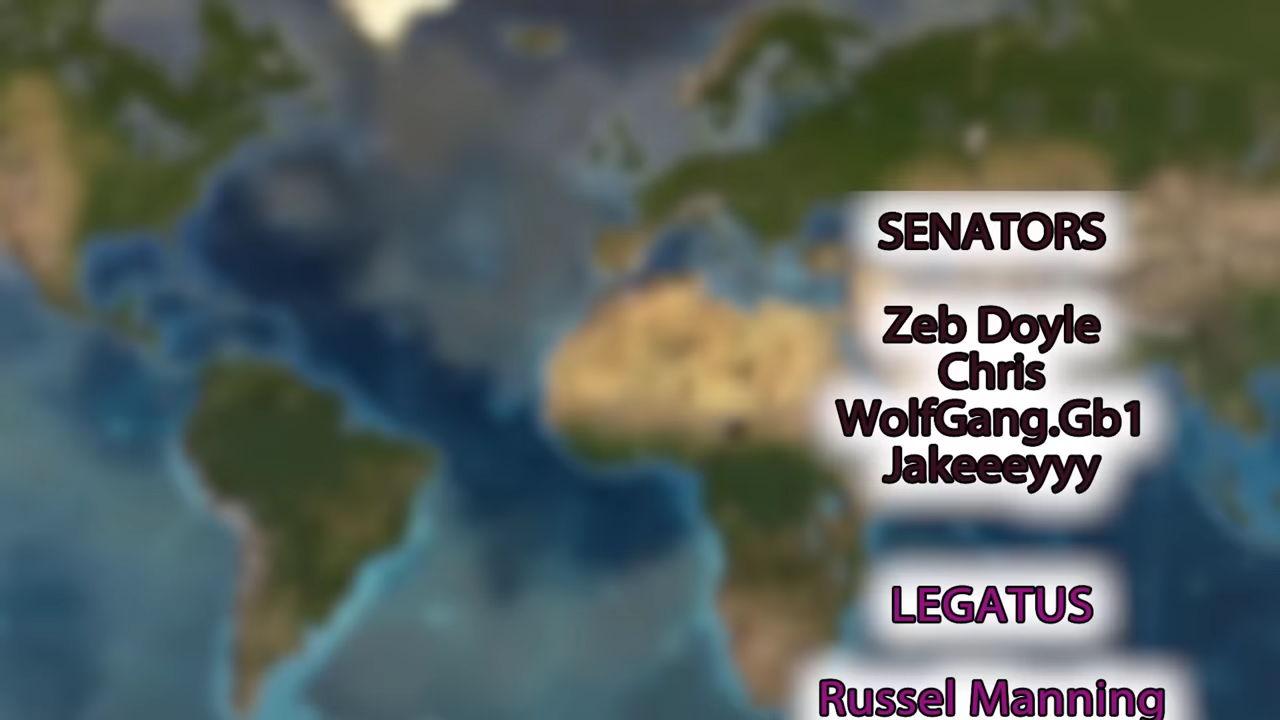 SENATORS
Zeb Doyle
Chris
WolfGang.Gb1
Jakeeeyyy
LEGATUS
Russel Manning